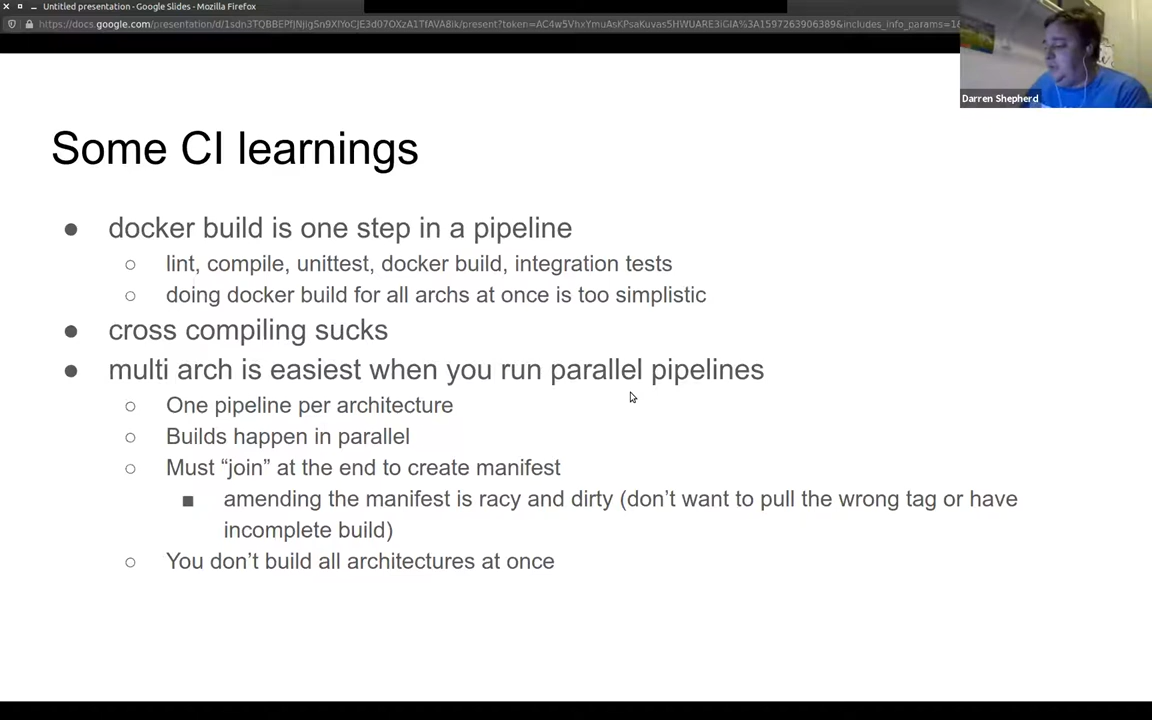 Untitled presentation - Google Slides - Mozilla Firefox
Darren Shepherd
Some CI learnings
docker build is one step in a pipeline
lint, compile, unittest, docker build, integration tests
doing docker build for all archs at once is too simplistic
cross compiling sucks
multi arch is easiest when you run parallel pipelines
One pipeline per architecture
Builds happen in parallel
Must “join” at the end to create manifest
amending the manifest is racy and dirty (don’t want to pull the wrong tag or have
incomplete build)
You don’t build all architectures at once